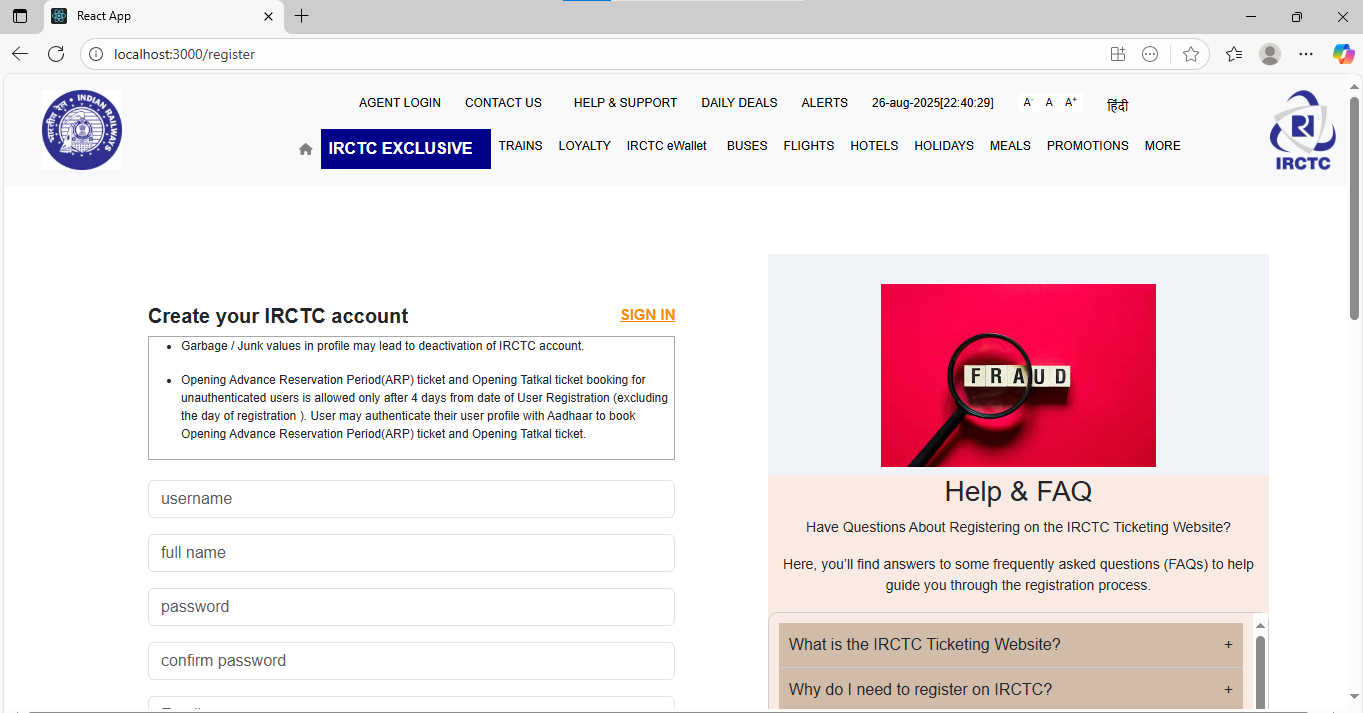 React App
localhost:3000/register
INDIAN RAILWAYS
भारतीय रेल
AGENT LOGIN CONTACT US HELP & SUPPORT DAILY DEALS ALERTS 26-aug-2025[22:40:29] A- A A+ हिंदी
IRCTC EXCLUSIVE TRAINS LOYALTY IRCTC eWallet BUSES FLIGHTS HOTELS HOLIDAYS MEALS PROMOTIONS MORE
IRCTC
Create your IRCTC account
SIGN IN
• Garbage / Junk values in profile may lead to deactivation of IRCTC account.
• Opening Advance Reservation Period(ARP) ticket and Opening Tatkal ticket booking for
unauthenticated users is allowed only after 4 days from date of User Registration (excluding
the day of registration ). User may authenticate their user profile with Aadhaar to book
Opening Advance Reservation Period(ARP) ticket and Opening Tatkal ticket.
username
full name
password
confirm password
FRAUD
Help & FAQ
Have Questions About Registering on the IRCTC Ticketing Website?
Here, you’ll find answers to some frequently asked questions (FAQs) to help
guide you through the registration process.
What is the IRCTC Ticketing Website? +
Why do I need to register on IRCTC? +